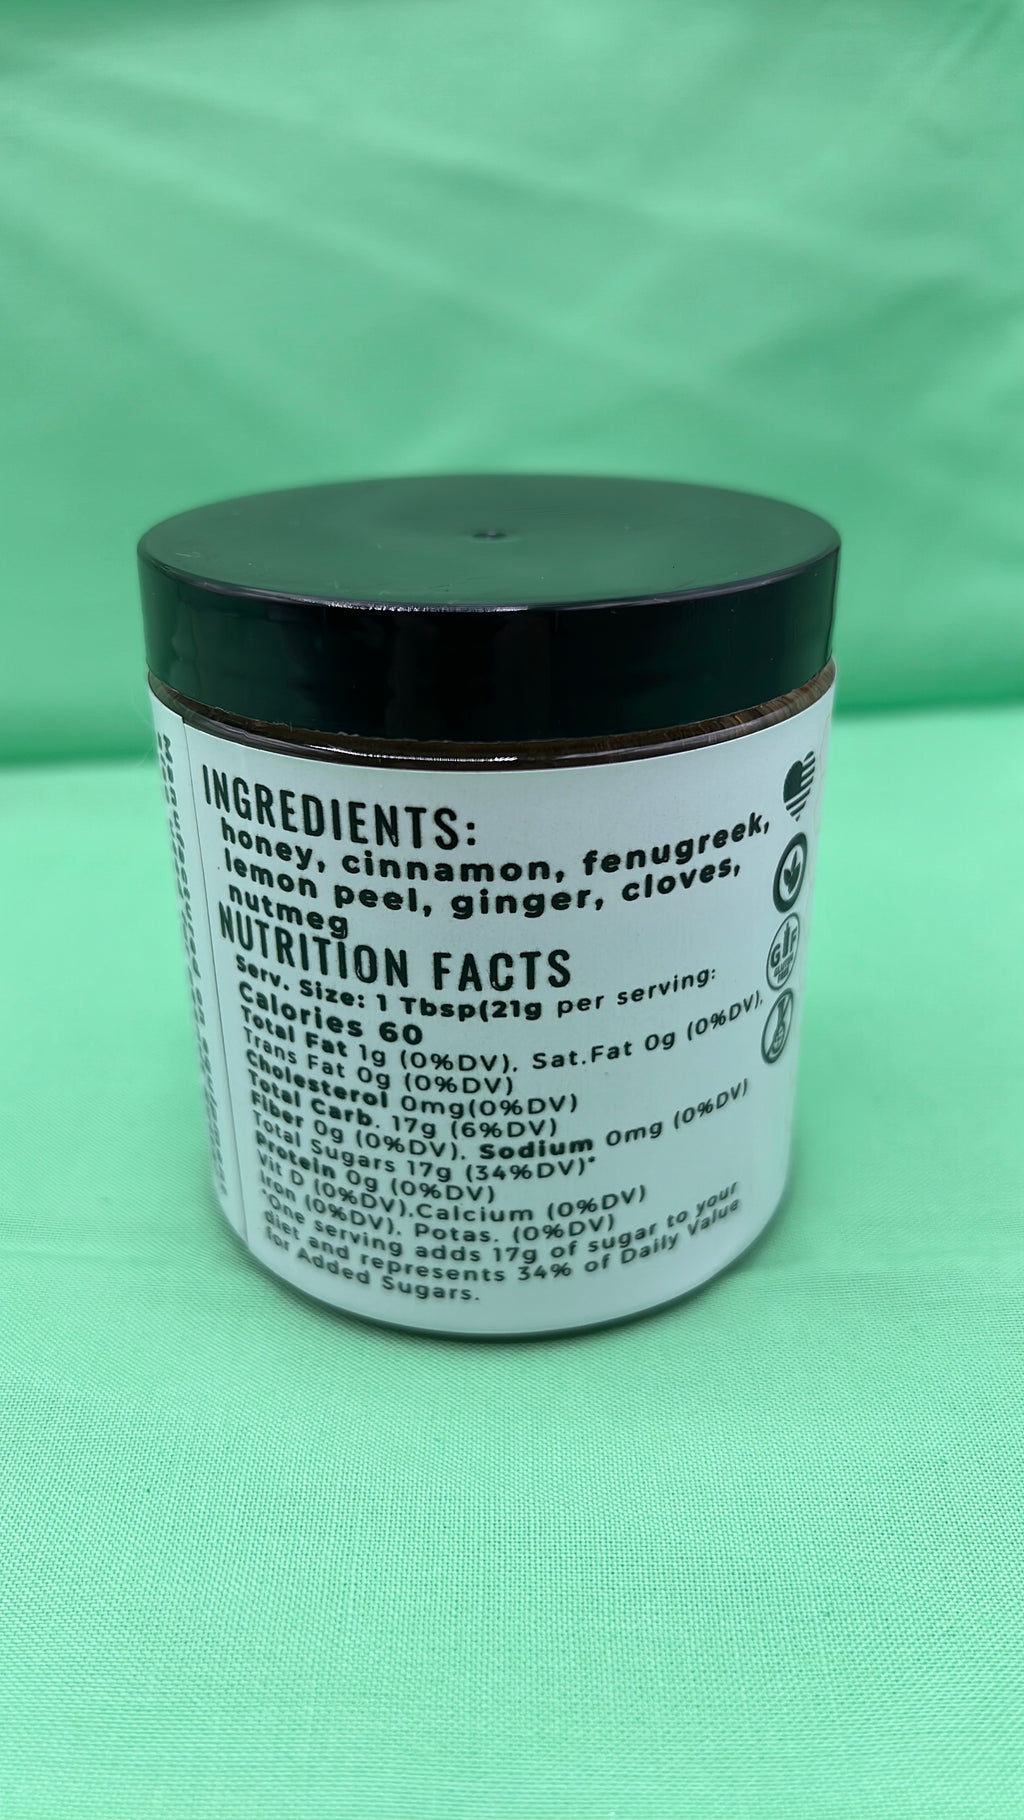 INGREDIENTS:
honey, cinnamon, fenugreek,
lemon peel, ginger, cloves,
nutmeg
NUTRITION FACTS
Serv. Size: 1 Tbsp(21g per serving:
Calories 60
Total Fat 1g (0%DV), Sat.Fat 0g (0%DV),
Trans Fat 0g (0%DV)
Cholesterol 0mg(0%DV)
Total Carb. 17g (6%DV)
Fiber 0g (0%DV), Sodium 0mg (0%DV)
Total Sugars 17g (34%DV)*
Protein 0g (0%DV)
Vit D (0%DV).Calcium (0%DV)
Iron (0%DV), Potas. (0%DV)
*One serving adds 17g of sugar to your
diet and represents 34% of Daily Value
for Added Sugars.
GF